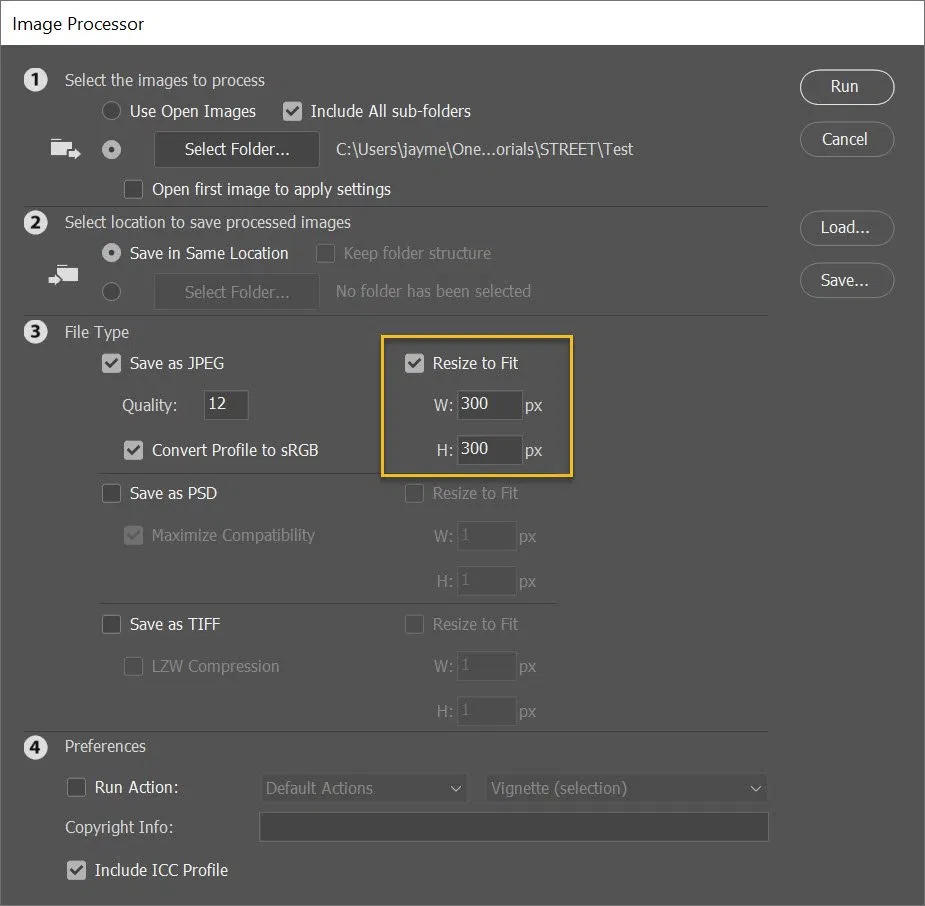 Image Processor
1 Select the images to process
Use Open Images Include All sub-folders
Select Folder... C:\Users\jayme\One...orials\STREET\Test
Open first image to apply settings
Run
Cancel
2 Select location to save processed images
Save in Same Location Keep folder structure
Select Folder... No folder has been selected
Load...
Save...
3 File Type
Save as JPEG Resize to Fit
Quality: 12 W: 300 px
Convert Profile to sRGB H: 300 px
Save as PSD Resize to Fit
Maximize Compatibility W: 1 px
H: 1 px
Save as TIFF Resize to Fit
LZW Compression W: 1 px
H: 1 px
4 Preferences
Run Action: Default Actions Vignette (selection)
Copyright Info:
Include ICC Profile